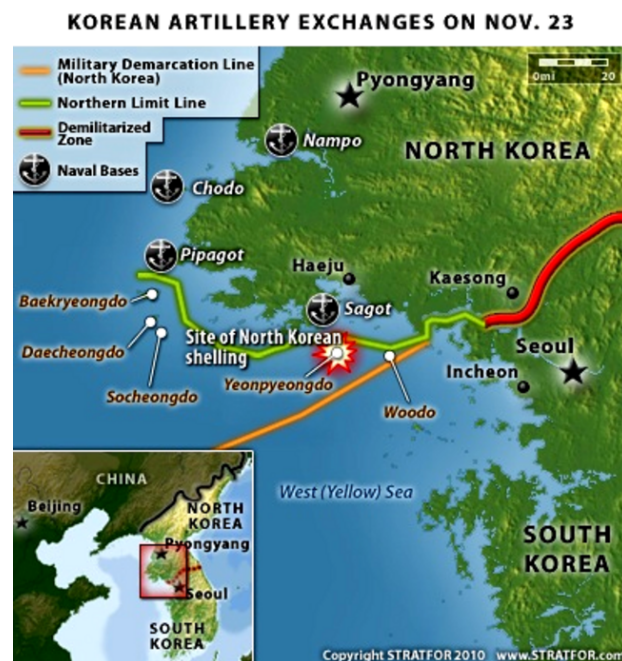 KOREAN ARTILLERY EXCHANGES ON NOV. 23
Military Demarcation Line
(North Korea)
Northern Limit Line
Demilitarized
Zone
Naval Bases
0mi 20
Pyongyang
Nampo
NORTH KOREA
Chodo
Pipagot
Haeju
Kaesong
Baekryeongdo
Sagot
Site of North Korean
shelling
Daecheongdo
Seoul
Yeonpyeongdo
Incheon
Socheongdo
Woodo
West (Yellow) Sea
SOUTH
KOREA
CHINA
Beijing
NORTH
KOREA
Pyongyang
Seoul
SOUTH
KOREA
Copyright STRATFOR 2010 www.STRATFOR.com